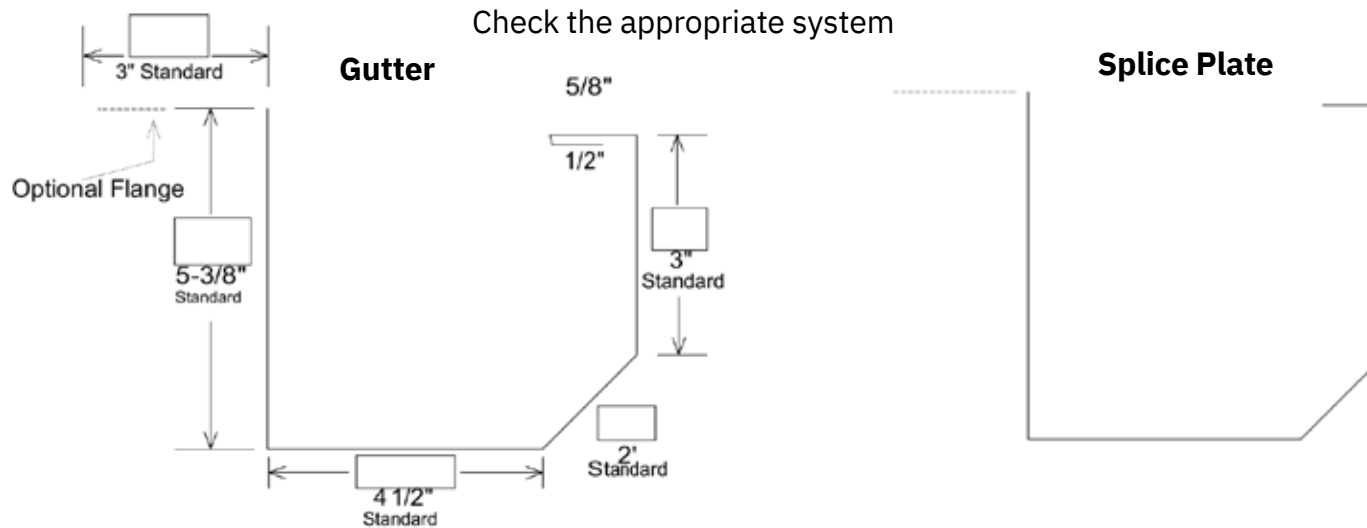 Check the appropriate system
3" Standard
Gutter
Splice Plate
5/8"
1/2"
Optional Flange
5-3/8"
Standard
3"
Standard
2'
Standard
4 1/2"
Standard